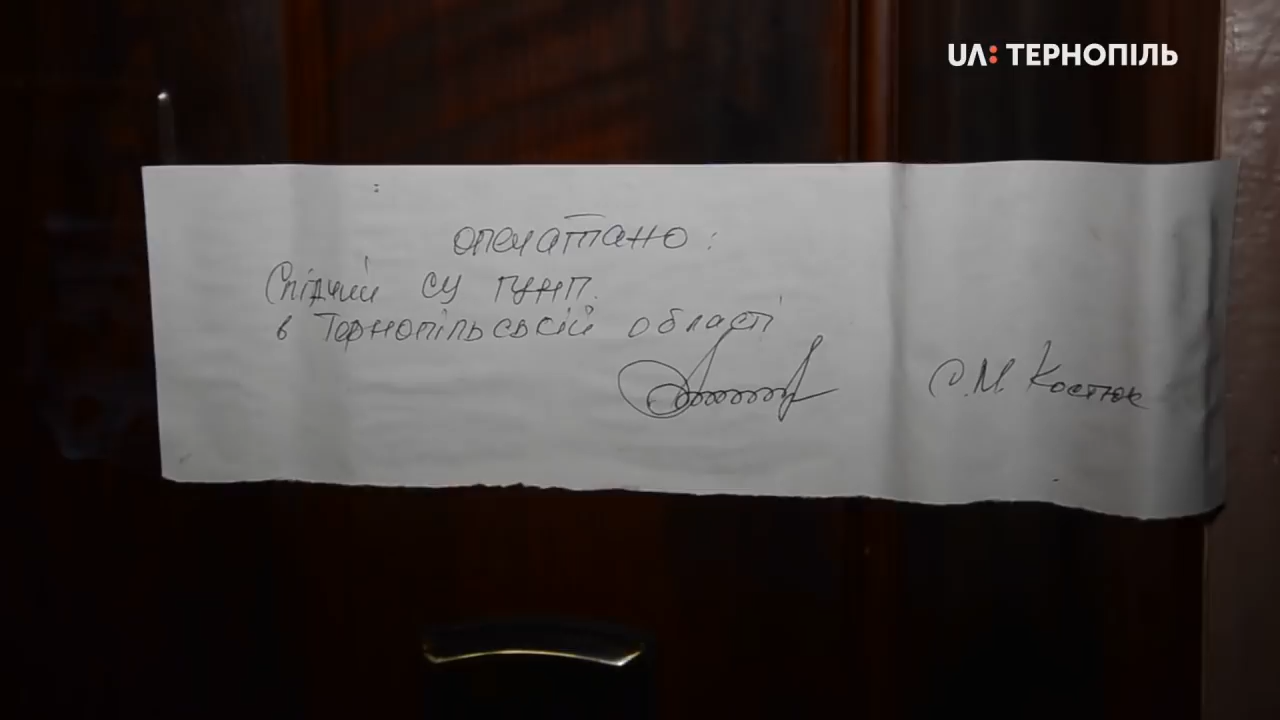 UA: ТЕРНОПІЛЬ
опечатано:
Слідчий СУ ГУНП
в Тернопільській області
С.М. Костюк